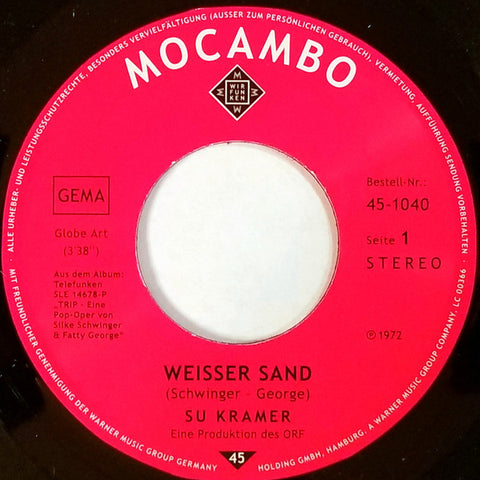 · ALLE URHEBER- UND LEISTUNGSSCHUTZRECHTE, BESONDERS VERVIELFÄLTIGUNG (AUSSER ZUM PERSÖNLICHEN GEBRAUCH), VERMIETUNG, AUFFÜHRUNG, SENDUNG VORBEHALTEN ·
MOCAMBO
M
M WIR M
FUN
KEN
W
GEMA
Globe Art
(3'38")
Aus dem Album:
Telefunken
SLE 14678-P
„TRIP - Eine
Pop-Oper von
Silke Schwinger
& Fatty George“
Bestell-Nr.:
45-1040
Seite 1
STEREO
℗ 1972
WEISSER SAND
(Schwinger - George)
SU KRAMER
Eine Produktion des ORF
45
MIT FREUNDLICHER GENEHMIGUNG DER WARNER MUSIC GROUP GERMANY HOLDING GMBH, HAMBURG. A WARNER MUSIC GROUP COMPANY, LC 00366